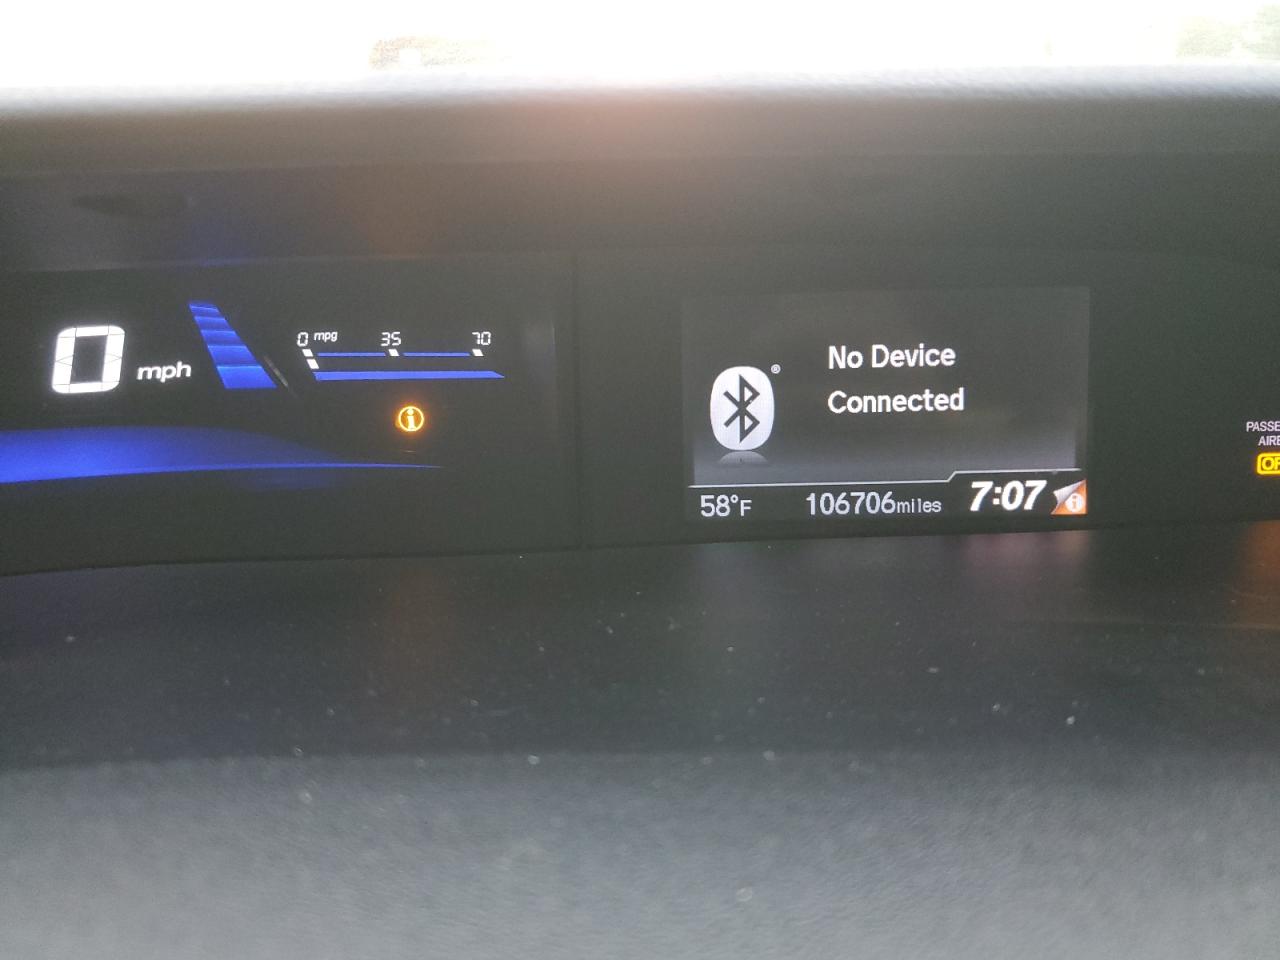 0 mph
0 mpg 35 70
No Device
Connected
®
58°F 106706miles 7:07